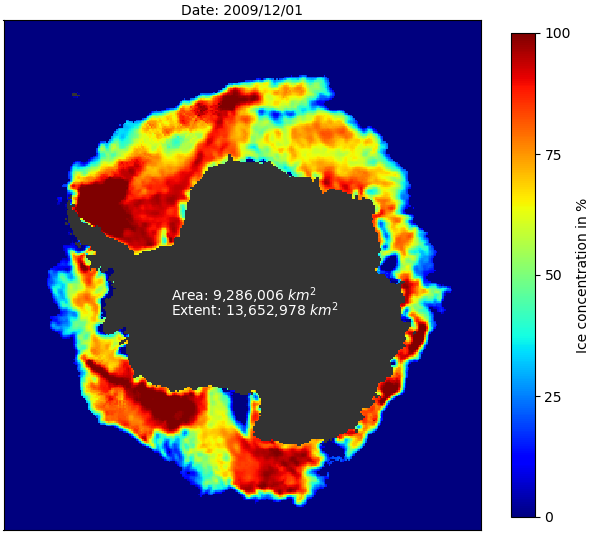 Date: 2009/12/01
Area: 9,286,006 km²
Extent: 13,652,978 km²
100
75
50
25
0
Ice concentration in %